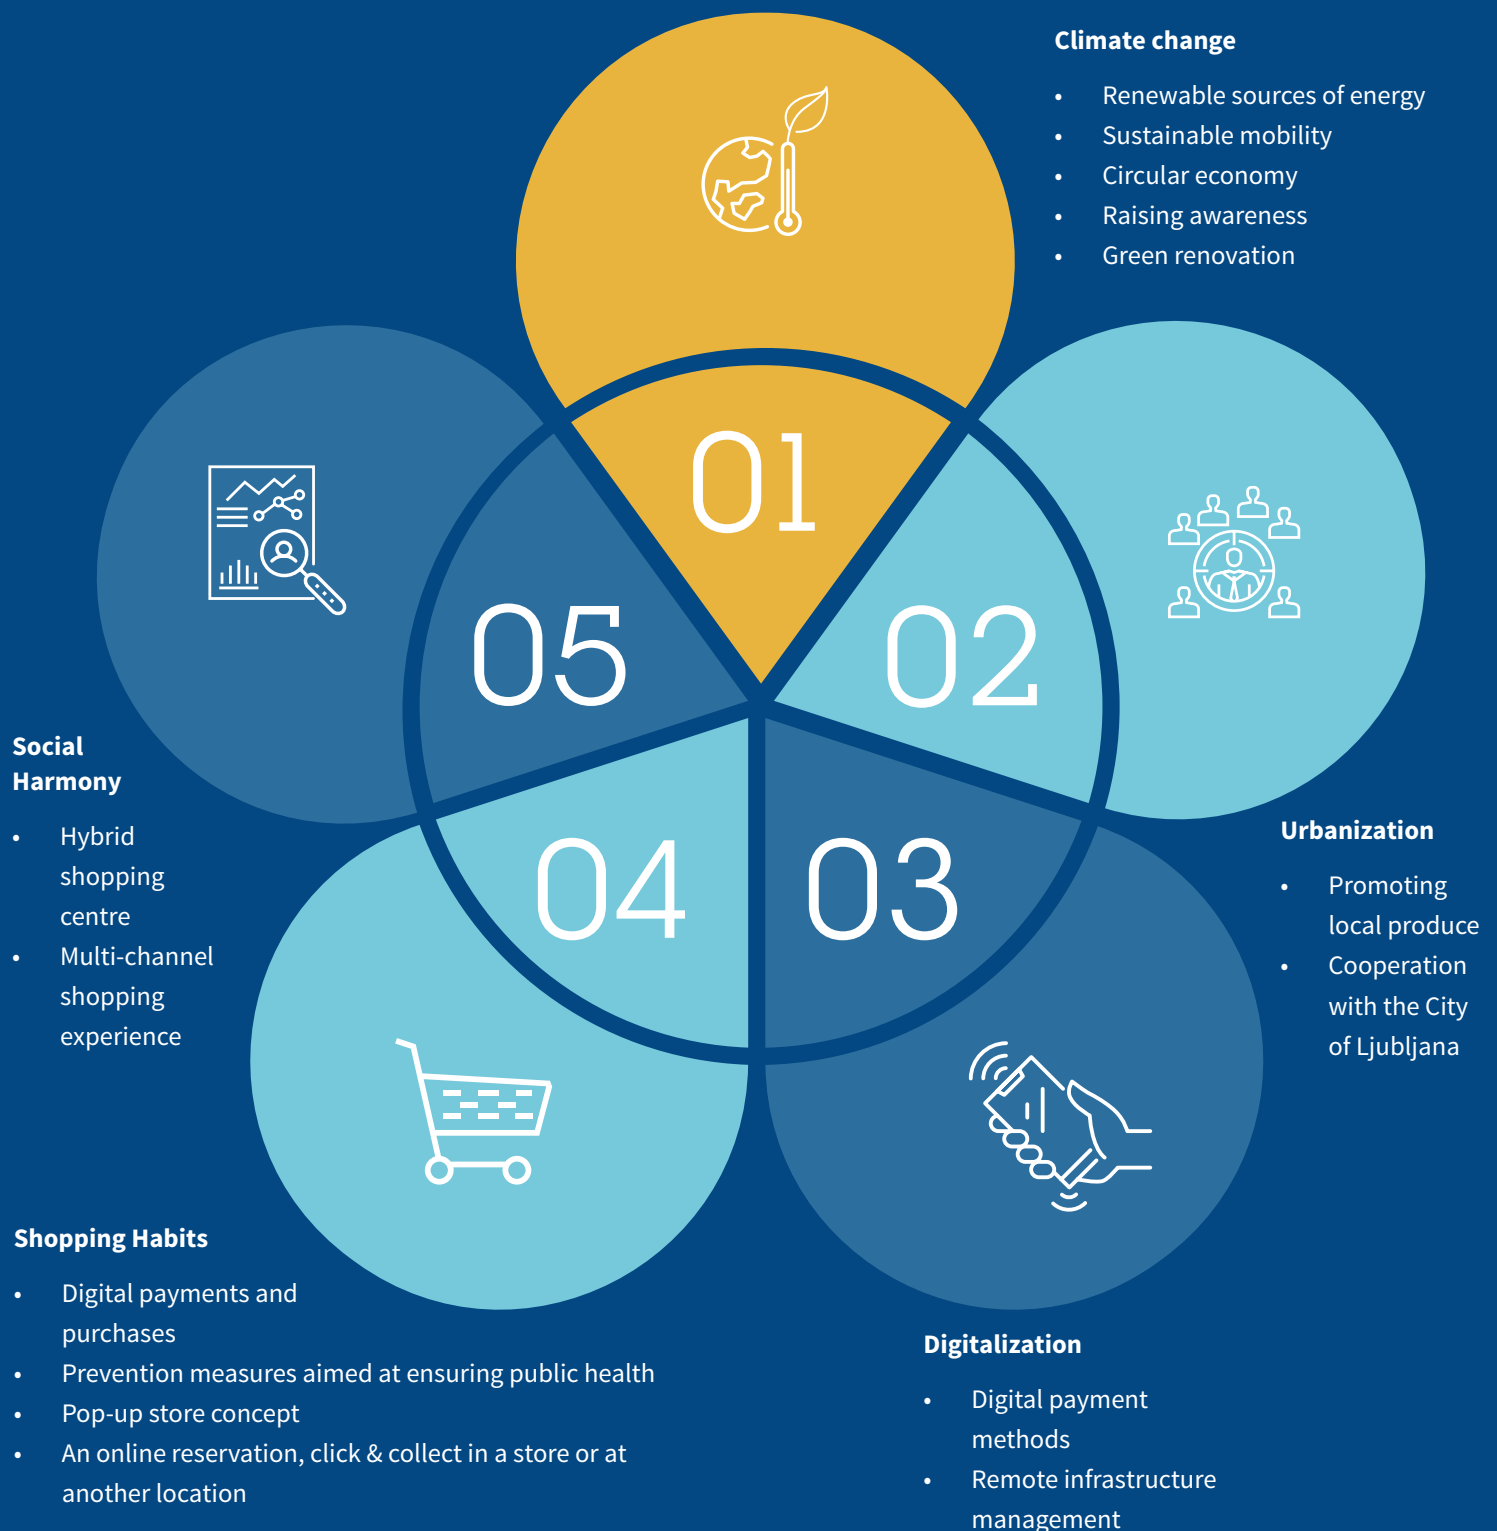 Climate change
• Renewable sources of energy
• Sustainable mobility
• Circular economy
• Raising awareness
• Green renovation
01
02
03
04
05
Urbanization
• Promoting
local produce
• Cooperation
with the City
of Ljubljana
Digitalization
• Digital payment
methods
• Remote infrastructure
management
Shopping Habits
• Digital payments and
purchases
• Prevention measures aimed at ensuring public health
• Pop-up store concept
• An online reservation, click & collect in a store or at
another location
Social
Harmony
• Hybrid
shopping
centre
• Multi-channel
shopping
experience